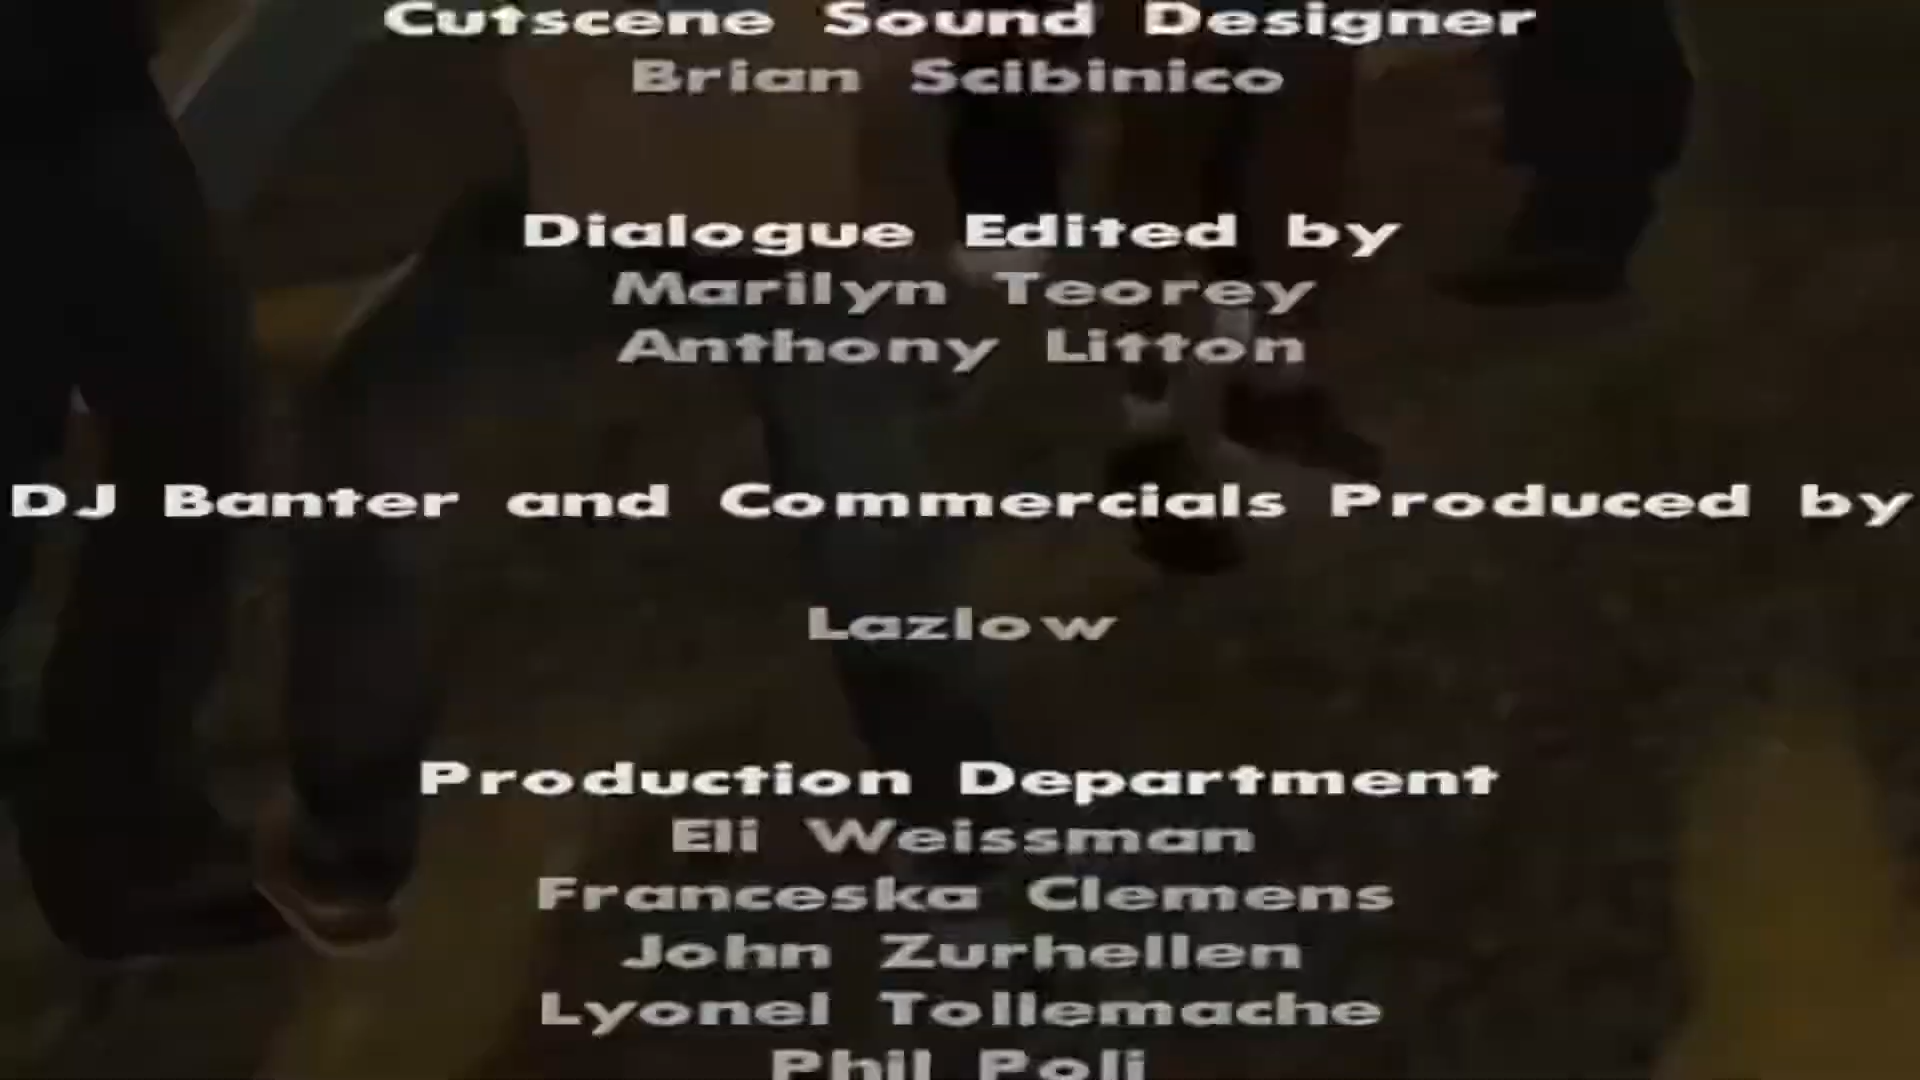 Cutscene Sound Designer
Brian Scibinico
Dialogue Edited by
Marilyn Teorey
Anthony Litton
DJ Banter and Commercials Produced by
Lazlow
Production Department
Eli Weissman
Franceska Clemens
John Zurhellen
Lyonel Tollemache
Phil Poli